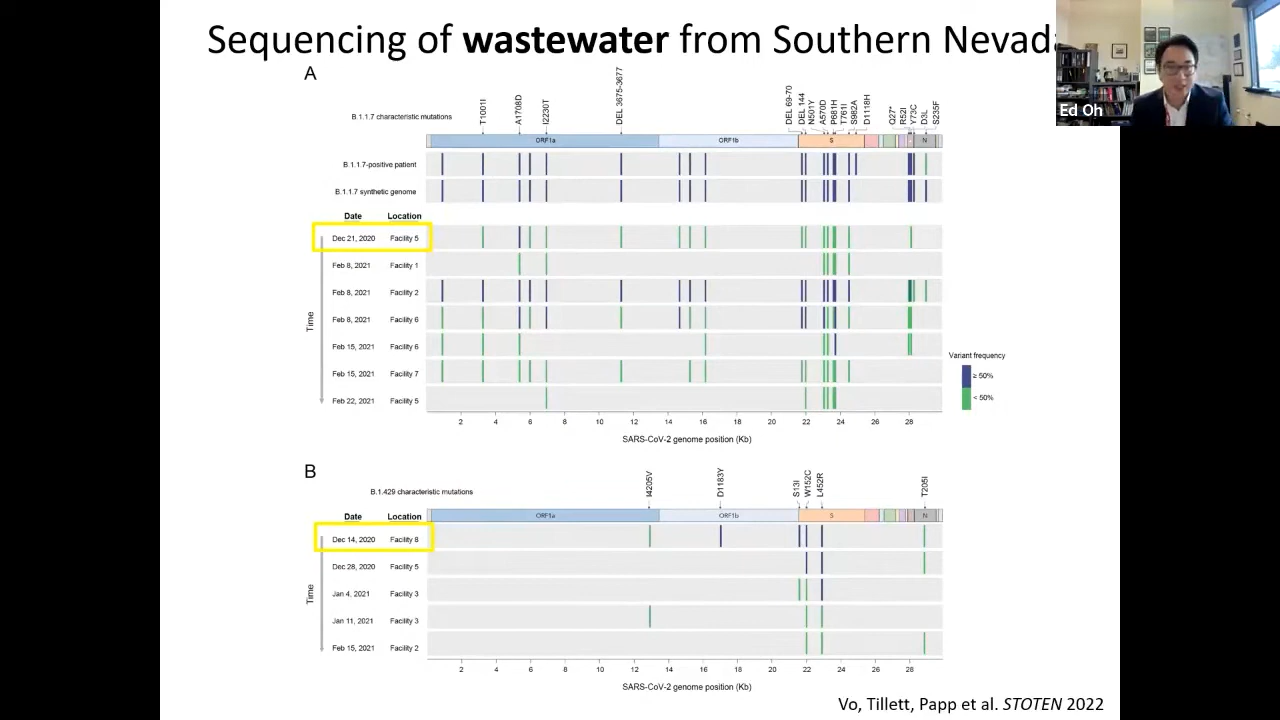 Sequencing of wastewater from Southern Nevada
Ed Oh
A
B.1.1.7 characteristic mutations
T1001I
A1708D
I2230T
DEL 3675-3677
DEL 69-70
DEL 144
N501Y
A570D
P681H
T761I
S982A
D1118H
Q27*
R52I
Y73C
D3L
S235F
ORF1a
ORF1b
S
N
B.1.1.7-positive patient
B.1.1.7 synthetic genome
Date Location
Dec 21, 2020 Facility 5
Feb 8, 2021 Facility 1
Feb 8, 2021 Facility 2
Feb 8, 2021 Facility 6
Feb 15, 2021 Facility 6
Feb 15, 2021 Facility 7
Feb 22, 2021 Facility 5
Time
Variant frequency
≥ 50%
< 50%
2 4 6 8 10 12 14 16 18 20 22 24 26 28
SARS-CoV-2 genome position (Kb)
B
B.1.429 characteristic mutations
I4205V
D1183Y
S13I
W152C
L452R
T205I
ORF1a
ORF1b
S
N
Date Location
Dec 14, 2020 Facility 8
Dec 28, 2020 Facility 5
Jan 4, 2021 Facility 3
Jan 11, 2021 Facility 3
Feb 15, 2021 Facility 2
Time
2 4 6 8 10 12 14 16 18 20 22 24 26 28
SARS-CoV-2 genome position (Kb)
Vo, Tillett, Papp et al. STOTEN 2022